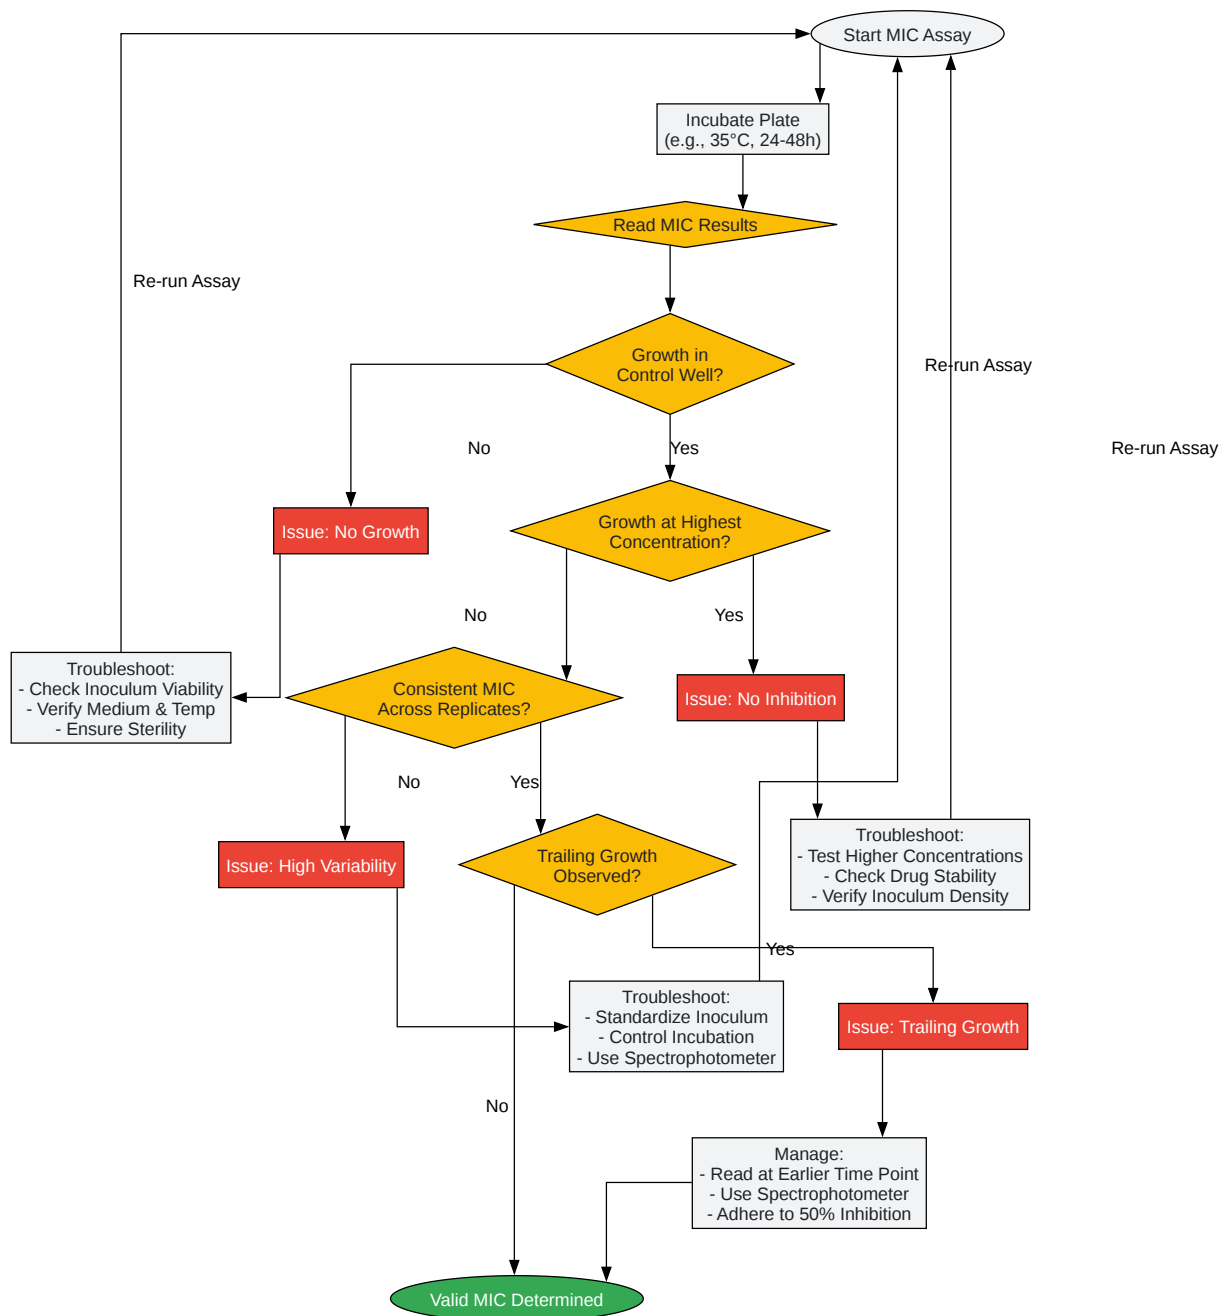 Start MIC Assay
Incubate Plate
(e.g., 35°C, 24-48h)
Read MIC Results
Re-run Assay
Growth in
Control Well?
Re-run Assay
No
Yes
Re-run Assay
Issue: No Growth
Growth at Highest
Concentration?
No
Yes
Troubleshoot:
- Check Inoculum Viability
- Verify Medium & Temp
- Ensure Sterility
Consistent MIC
Across Replicates?
Issue: No Inhibition
No
Yes
Issue: High Variability
Trailing Growth
Observed?
Troubleshoot:
- Test Higher Concentrations
- Check Drug Stability
- Verify Inoculum Density
Yes
Troubleshoot:
- Standardize Inoculum
- Control Incubation
- Use Spectrophotometer
Issue: Trailing Growth
No
Manage:
- Read at Earlier Time Point
- Use Spectrophotometer
- Adhere to 50% Inhibition
Valid MIC Determined